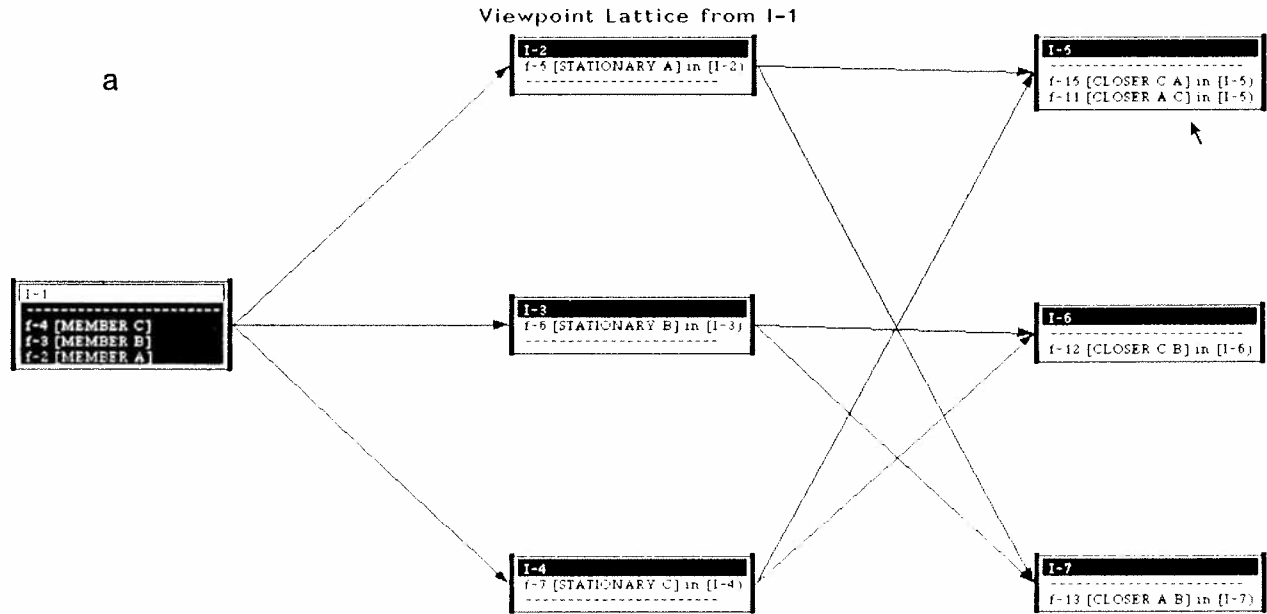 Viewpoint Lattice from I-1
a
I-1
f-4 [MEMBER C]
f-3 [MEMBER B]
f-2 [MEMBER A]
I-2
f-5 [STATIONARY A] in [I-2)
I-3
f-6 [STATIONARY B] in [I-3)
I-4
f-7 [STATIONARY C] in [I-4)
I-5
f-15 [CLOSER C A] in [I-5)
f-11 [CLOSER A C] in [I-5)
I-6
f-12 [CLOSER C B] in [I-6)
I-7
f-13 [CLOSER A B] in [I-7)